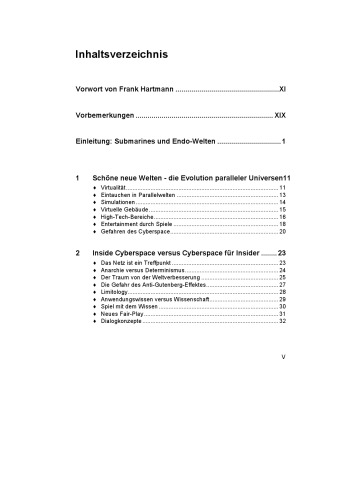 Inhaltsverzeichnis
Vorwort von Frank Hartmann ..................................................... XI
Vorbemerkungen ...................................................................... XIX
Einleitung: Submarines und Endo-Welten ................................. 1
1 Schöne neue Welten - die Evolution paralleler Universen11
♦ Virtualität ........................................................................ 11
♦ Eintauchen in Parallelwelten ........................................................ 13
♦ Simulationen ........................................................................ 14
♦ Virtuelle Gebäude ........................................................................ 15
♦ High-Tech-Bereiche ........................................................................ 16
♦ Entertainment durch Spiele ........................................................ 18
♦ Gefahren des Cyberspace ........................................................ 20
2 Inside Cyberspace versus Cyberspace für Insider ........ 23
♦ Das Netz ist ein Treffpunkt ........................................................ 23
♦ Anarchie versus Determinismus ........................................................ 24
♦ Der Traum von der Weltverbesserung ................................................ 25
♦ Die Gefahr des Anti-Gutenberg-Effektes ................................................ 27
♦ Limitology ........................................................................ 28
♦ Anwendungswissen versus Wissenschaft ........................................ 29
♦ Spiel mit dem Wissen ........................................................ 30
♦ Neues Fair-Play ........................................................................ 31
♦ Dialogkonzepte ........................................................................ 32
V